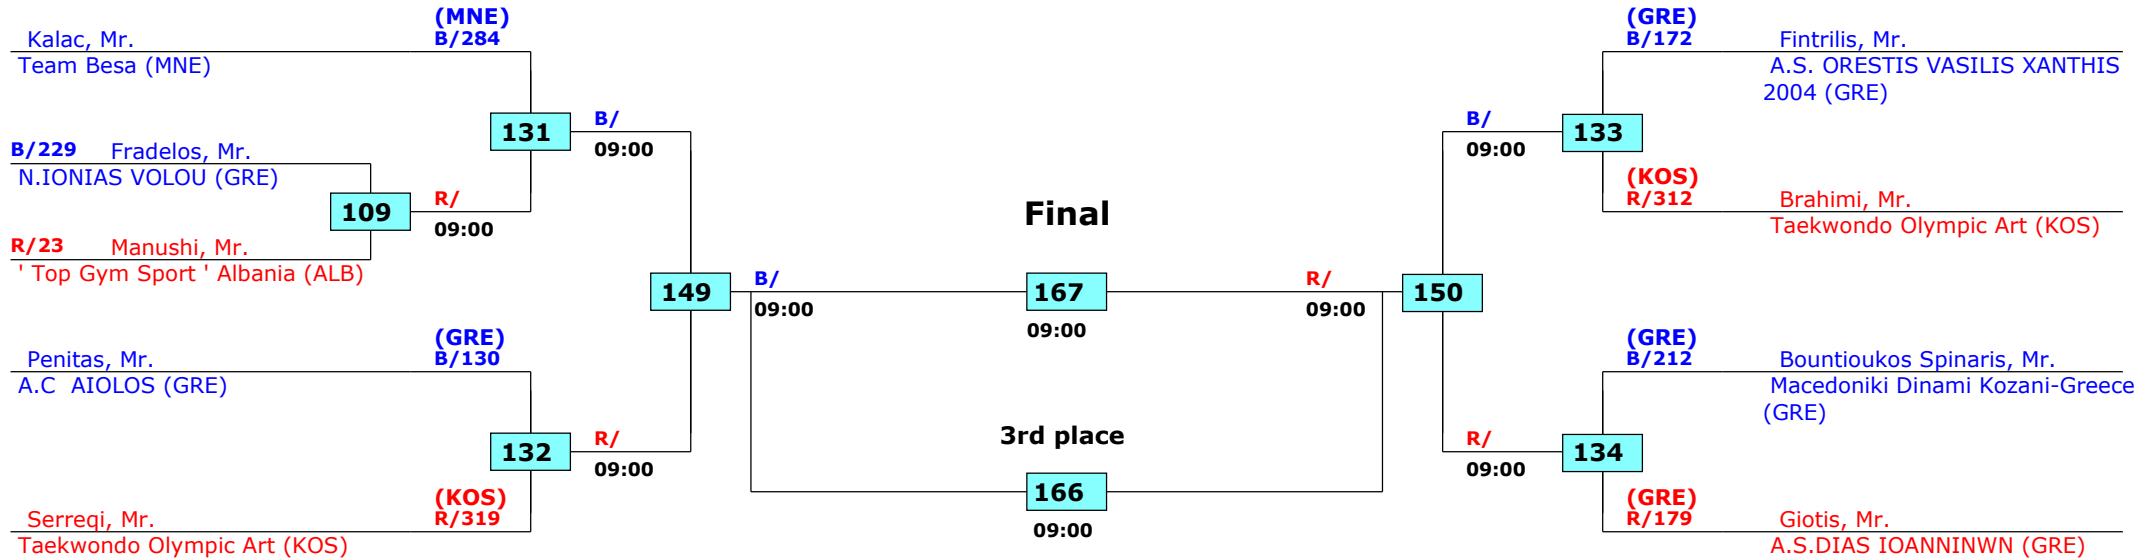 (MNE)
Kalac, Mr. B/284
Team Besa (MNE)
131
B/
09:00
B/229 Fradelos, Mr.
N.IONIAS VOLOU (GRE)
109
R/
09:00
R/23 Manushi, Mr.
' Top Gym Sport ' Albania (ALB)
149
B/
09:00
(GRE)
Penitas, Mr. B/130
A.C  AIOLOS (GRE)
132
R/
09:00
(KOS)
Serreqi, Mr. R/319
Taekwondo Olympic Art (KOS)
Final
167
09:00
3rd place
166
09:00
(GRE)
B/172 Fintrilis, Mr.
A.S. ORESTIS VASILIS XANTHIS
2004 (GRE)
B/
09:00
133
(KOS)
R/312 Brahimi, Mr.
Taekwondo Olympic Art (KOS)
R/
09:00
150
(GRE)
B/212 Bountioukos Spinaris, Mr.
Macedoniki Dinami Kozani-Greece
(GRE)
R/
09:00
134
(GRE)
R/179 Giotis, Mr.
A.S.DIAS IOANNINWN (GRE)